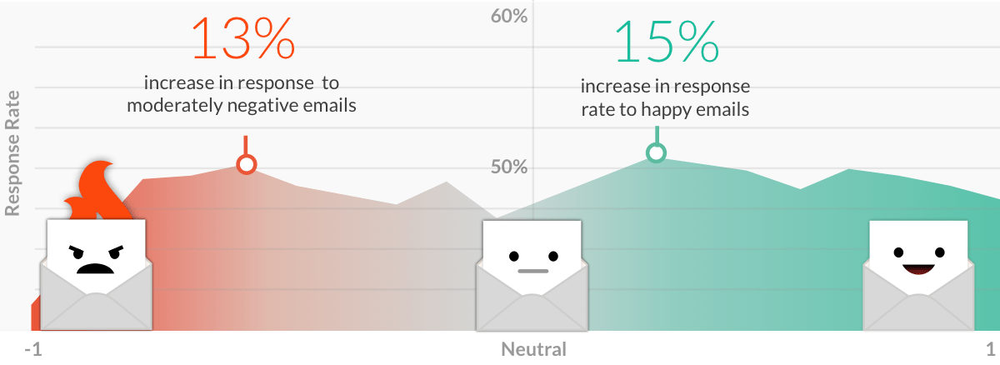 13%
increase in response to
moderately negative emails
60%
15%
increase in response
rate to happy emails
Response Rate
50%
-1
Neutral
1